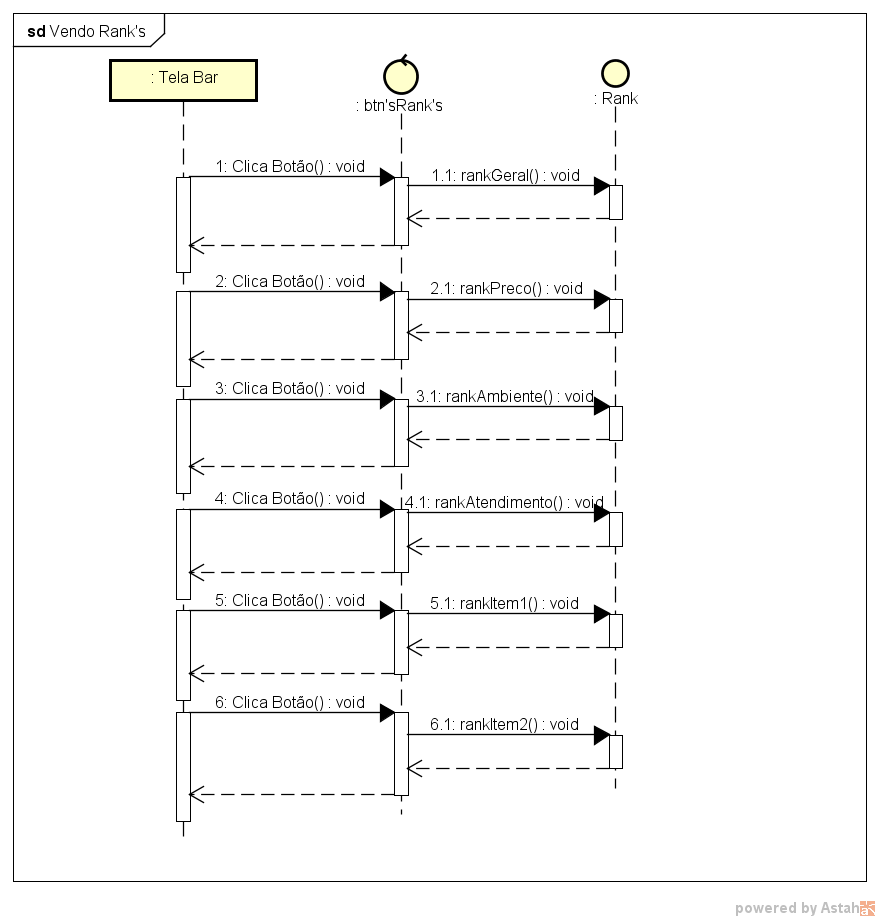 sd Vendo Rank's
: Tela Bar
: btn'sRank's
: Rank
1: Clica Botão() : void
1.1: rankGeral() : void
2: Clica Botão() : void
2.1: rankPreco() : void
3: Clica Botão() : void
3.1: rankAmbiente() : void
4: Clica Botão() : void
4.1: rankAtendimento() : void
5: Clica Botão() : void
5.1: rankItem1() : void
6: Clica Botão() : void
6.1: rankItem2() : void
powered by Astah